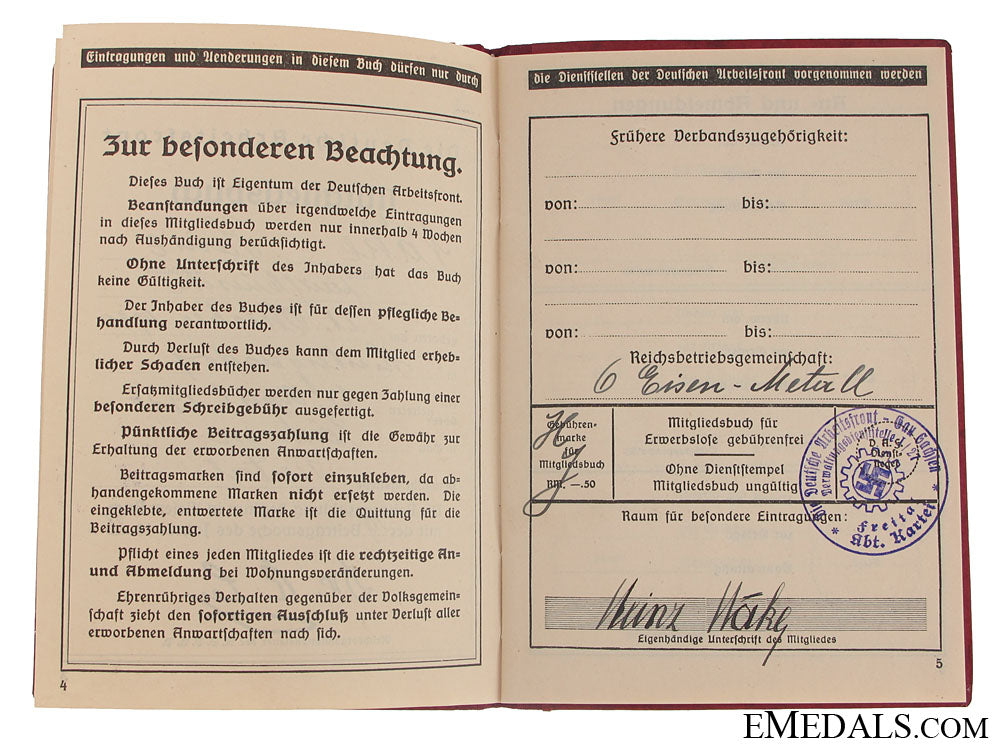 Eintragungen und Aenderungen in diesem Buch dürfen nur durch
Zur besonderen Beachtung.
Dieses Buch ist Eigentum der Deutschen Arbeitsfront.
Beanstandungen über irgendwelche Eintragungen
in dieses Mitgliedsbuch werden nur innerhalb 4 Wochen
nach Aushändigung berücksichtigt.
Ohne Unterschrift des Inhabers hat das Buch
keine Gültigkeit.
Der Inhaber des Buches ist für dessen pflegliche Be-
handlung verantwortlich.
Durch Verlust des Buches kann dem Mitglied erheb-
licher Schaden entstehen.
Ersatzmitgliedsbücher werden nur gegen Zahlung einer
besonderen Schreibgebühr ausgefertigt.
Pünktliche Beitragszahlung ist die Gewähr zur
Erhaltung der erworbenen Anwartschaften.
Beitragsmarken sind sofort einzukleben, da ab-
handengekommene Marken nicht ersetzt werden. Die
eingeklebte, entwertete Marke ist die Quittung für die
Beitragszahlung.
Pflicht eines jeden Mitgliedes ist die rechtzeitige An-
und Abmeldung bei Wohnungsveränderungen.
Ehrenrühriges Verhalten gegenüber der Volksgemein-
schaft zieht den sofortigen Ausschluß unter Verlust aller
erworbenen Anwartschaften nach sich.
4
die Dienststellen der Deutschen Arbeitsfront vorgenommen werden
Frühere Verbandszugehörigkeit:
von: bis:
von: bis:
von: bis:
Reichsbetriebsgemeinschaft:
6 Eisen-Metall
Gebühren-
marke
für
Mitgliedsbuch
RM. —.50
Mitgliedsbuch für
Erwerbslose gebührenfrei
Ohne Dienststempel
Mitgliedsbuch ungültig
Die Deutsche Arbeitsfront - Gau Sachsen
Verwaltungsdienststelle
D. A. F.
Dienst-
Freital
Abt. Kartei
Raum für besondere Eintragungen:
Heinz
Eigenhändige Unterschrift des Mitgliedes
5
EMEDALS.COM